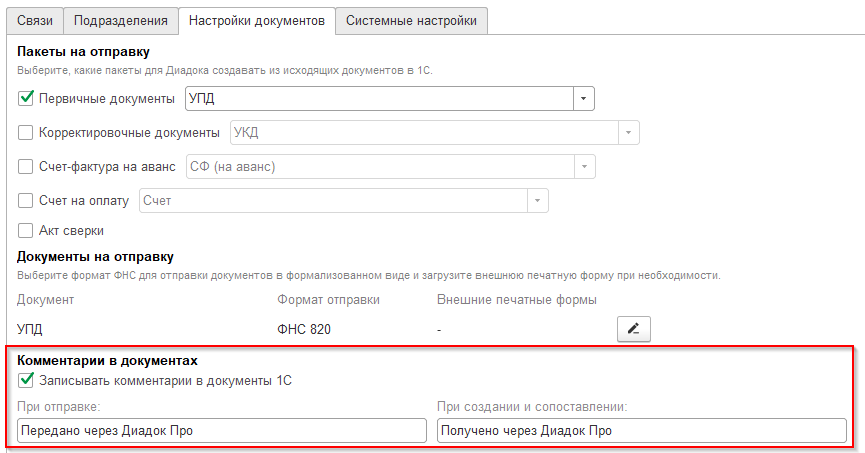 Связи Подразделения Настройки документов Системные настройки
Пакеты на отправку
Выберите, какие пакеты для Диадока создавать из исходящих документов в 1С.
Первичные документы УПД
Корректировочные документы УКД
Счет-фактура на аванс СФ (на аванс)
Счет на оплату Счет
Акт сверки
Документы на отправку
Выберите формат ФНС для отправки документов в формализованном виде и загрузите внешнюю печатную форму при необходимости.
Документ Формат отправки Внешние печатные формы
УПД ФНС 820 -
Комментарии в документах
Записывать комментарии в документы 1С
При отправке: При создании и сопоставлении:
Передано через Диадок Про Получено через Диадок Про